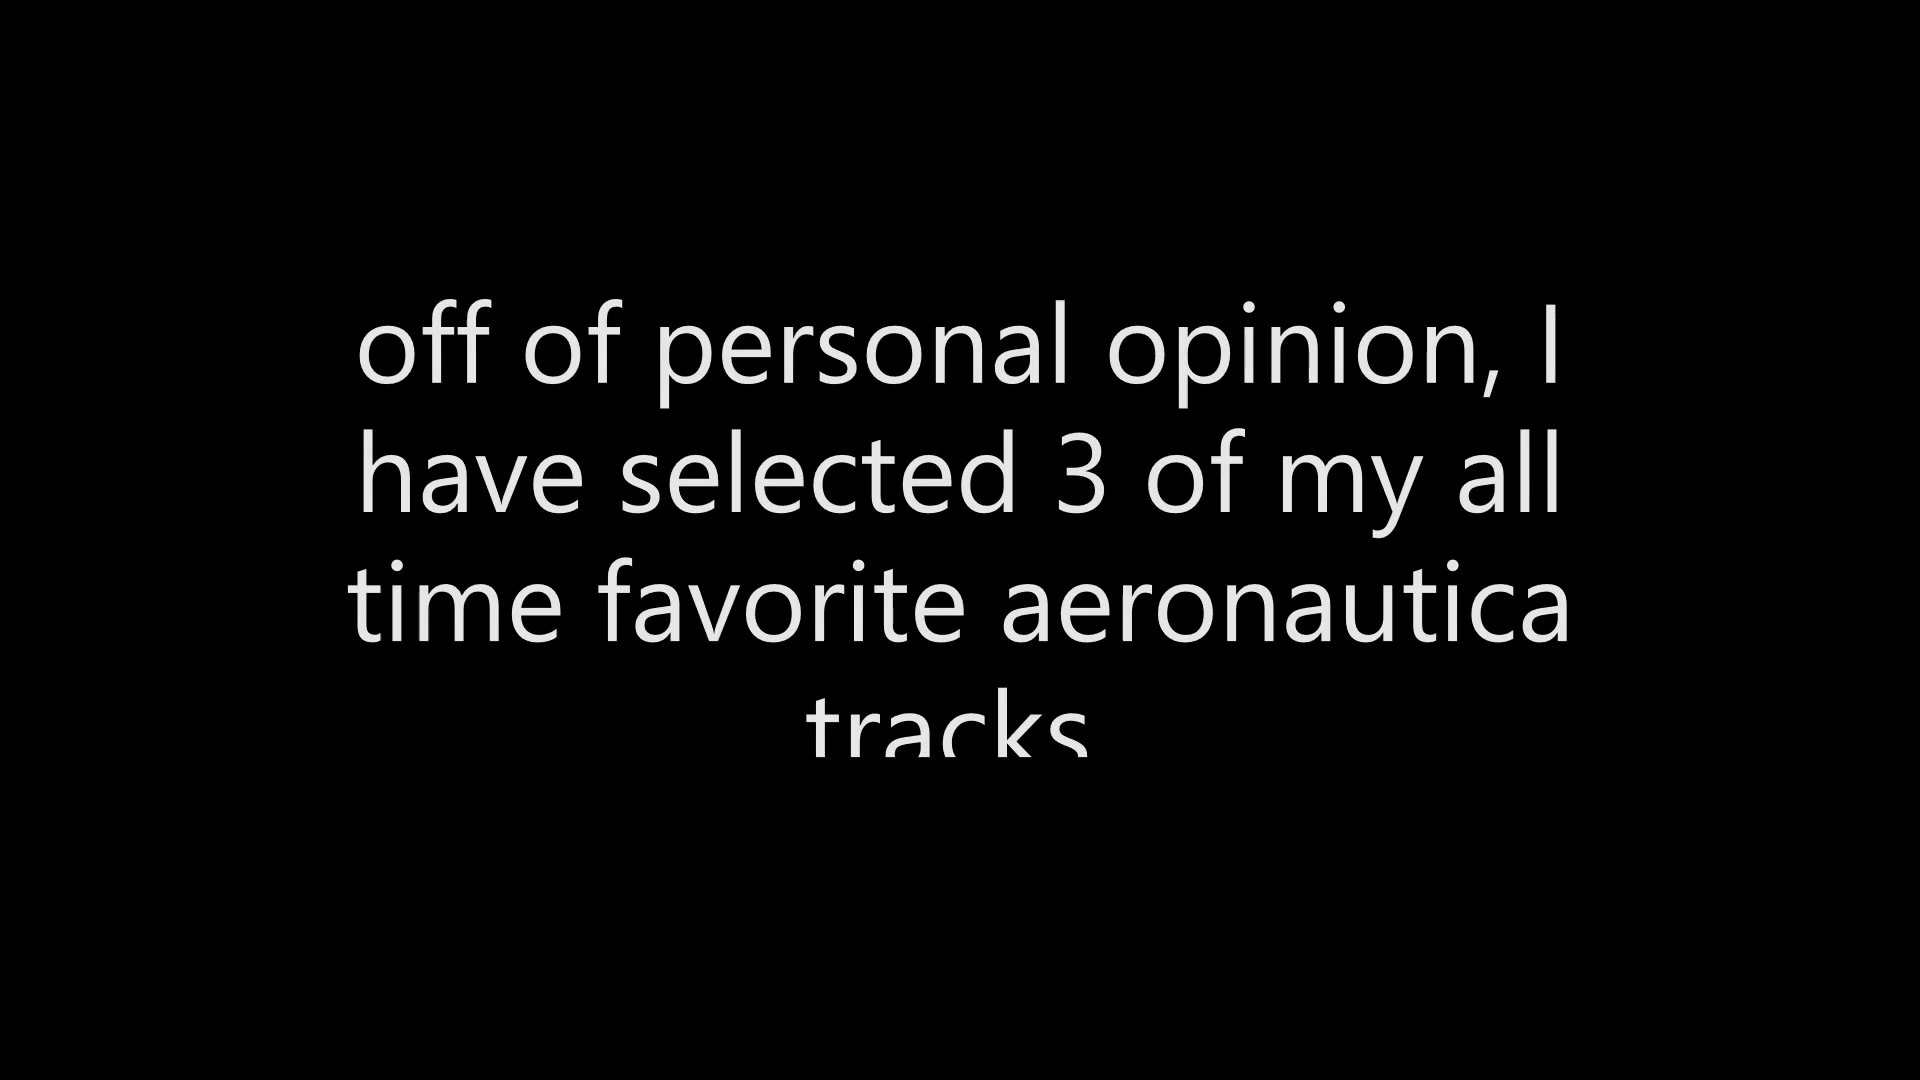 off of personal opinion, I
have selected 3 of my all
time favorite aeronautica
tracks